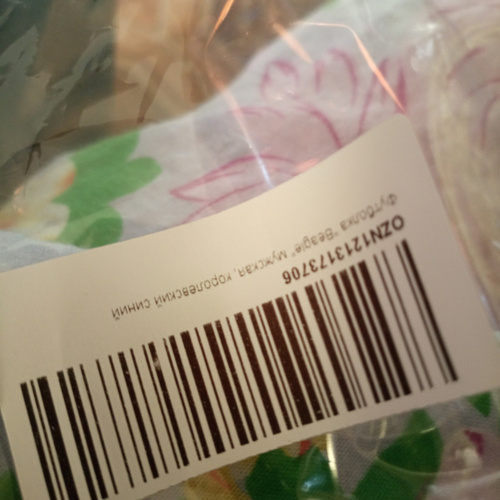 OZN1213173706
Футболка "Beagle" мужская, королевский синий